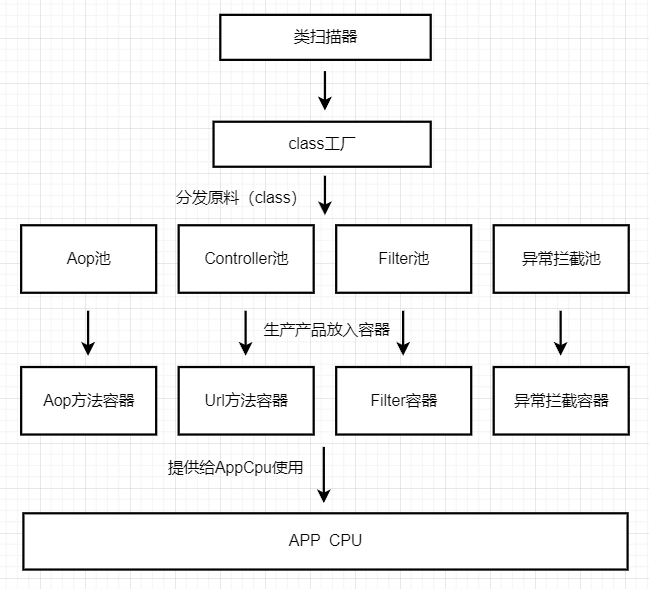 类扫描器
class工厂
分发原料（class）
Aop池
Controller池
Filter池
异常拦截池
生产产品放入容器
Aop方法容器
Url方法容器
Filter容器
异常拦截容器
提供给AppCpu使用
APP CPU